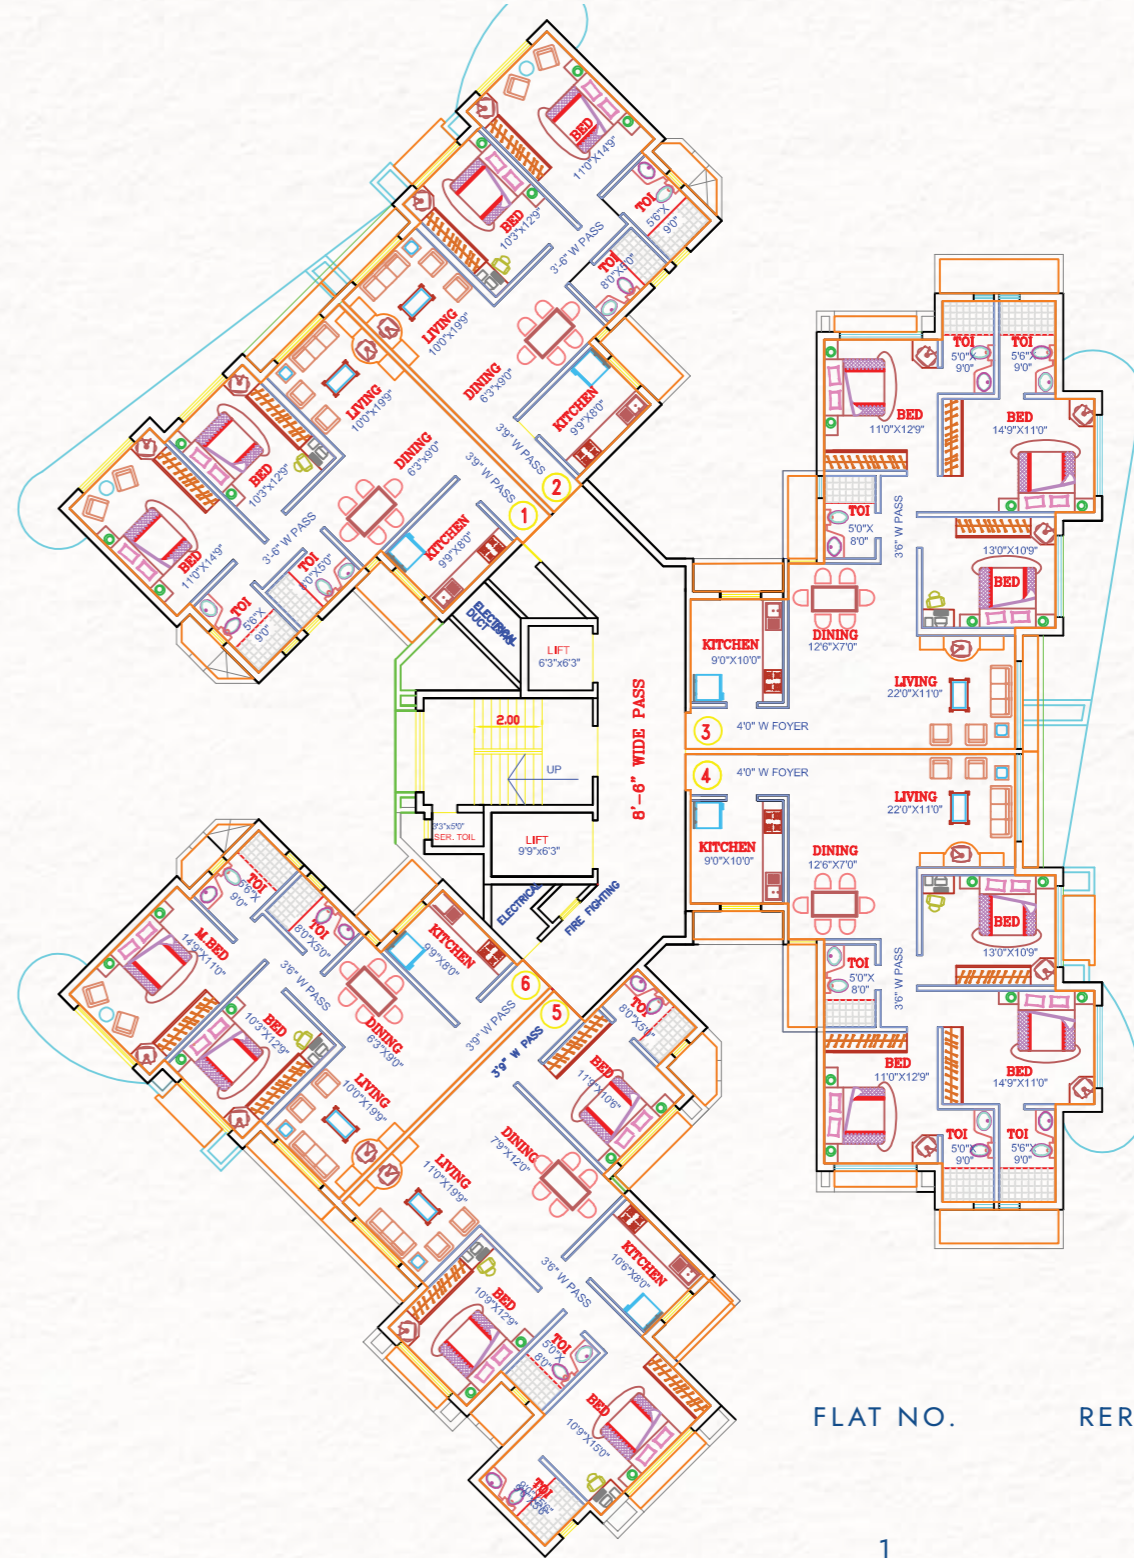 BED
11'0"X14'9"
TOI
5'6"X
9'0"
BED
10'3"x12'9"
3'-6" W PASS
TOI
8'0"X5'0"
LIVING
10'0"x19'9"
DINING
6'3"x9'0"
KITCHEN
9'9"X8'0"
3'9" W PASS
2
LIVING
10'0"x19'9"
DINING
6'3"x9'0"
3'9" W PASS
1
BED
10'3"x12'9"
BED
11'0"X14'9"
3'-6" W PASS
TOI
TOI
5'6"X
9'0"
KITCHEN
9'9"X8'0"
ELECTRICAL
DUCT
LIFT
6'3"x6'3"
2.00
UP
8'-6" WIDE PASS
SER. TOIL
LIFT
9'9"x6'3"
ELECTRICAL
FIRE FIGHTING
TOI
5'0"X
9'0"
TOI
5'6"X
9'0"
BED
11'0"X12'9"
BED
14'9"X11'0"
TOI
5'0"X
8'0"
3'6" W PASS
13'0"X10'9"
BED
DINING
12'6"X7'0"
KITCHEN
9'0"X10'0"
LIVING
22'0"X11'0"
3
4'0" W FOYER
4
4'0" W FOYER
LIVING
22'0"X11'0"
KITCHEN
9'0"X10'0"
DINING
12'6"X7'0"
BED
13'0"X10'9"
TOI
5'0"X
8'0"
3'6" W PASS
BED
11'0"X12'9"
BED
14'9"X11'0"
TOI
5'0"X
9'0"
TOI
5'6"X
9'0"
TOI
5'6"X
9'0"
TOI
8'0"X5'0"
M.BED
14'9"X11'0"
3'6" W PASS
KITCHEN
9'9"X8'0"
6
BED
10'3"X12'9"
DINING
6'3"X9'0"
3'9" W PASS
LIVING
10'0"X19'9"
5
3'9" W PASS
TOI
BED
11'9"X10'6"
DINING
7'9"X12'0"
LIVING
11'0"X19'9"
KITCHEN
10'6"X8'0"
3'6" W PASS
BED
10'9"X12'9"
TOI
5'0"X
8'0"
BED
10'9"X15'0"
TOI
FLAT NO.
RER
1